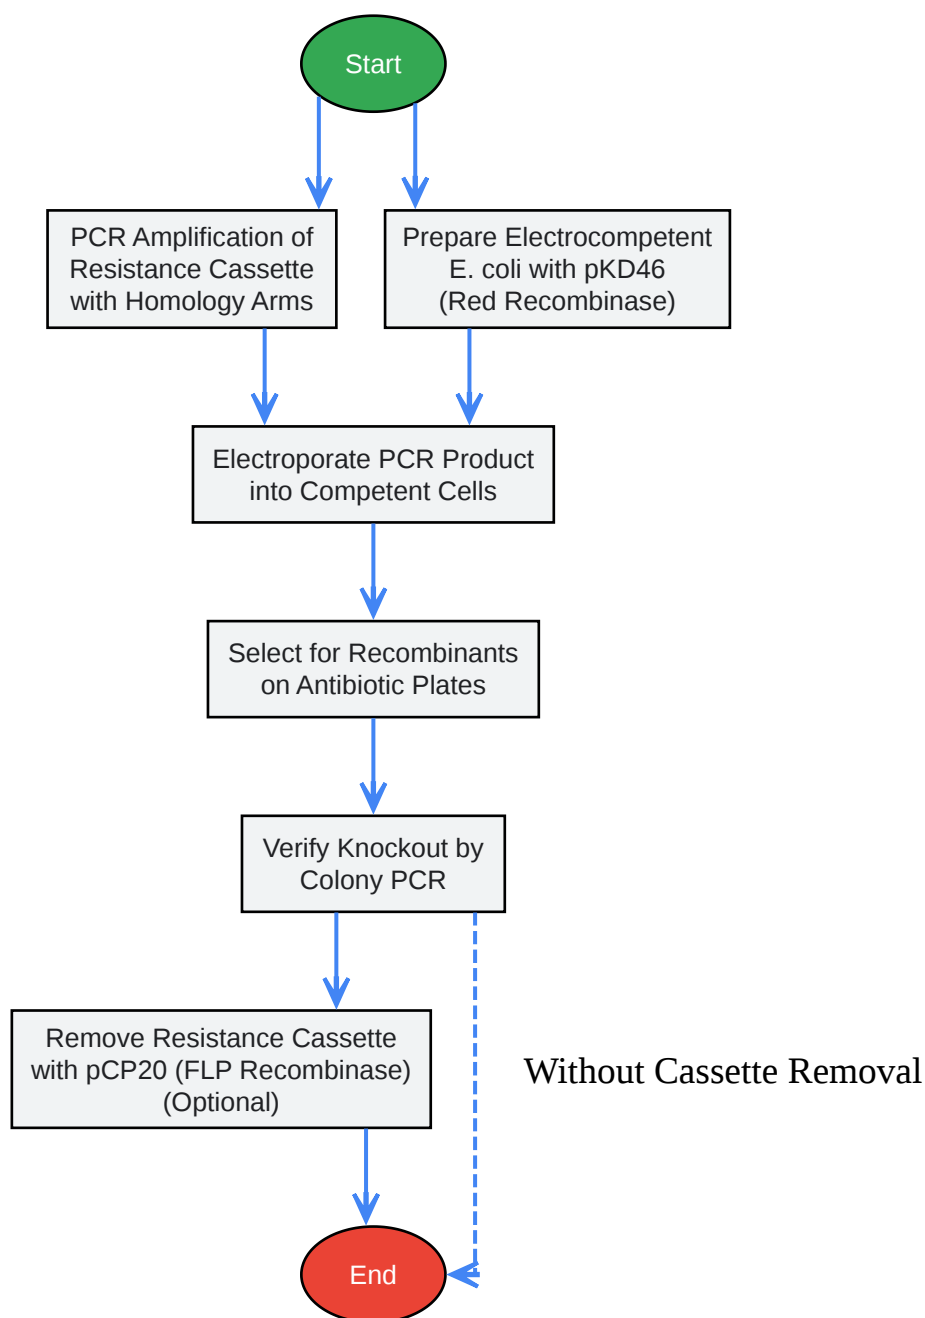 Start
PCR Amplification of
Resistance Cassette
with Homology Arms
Prepare Electrocompetent
E. coli with pKD46
(Red Recombinase)
Electroporate PCR Product
into Competent Cells
Select for Recombinants
on Antibiotic Plates
Verify Knockout by
Colony PCR
Remove Resistance Cassette
with pCP20 (FLP Recombinase)
(Optional)
Without Cassette Removal
End